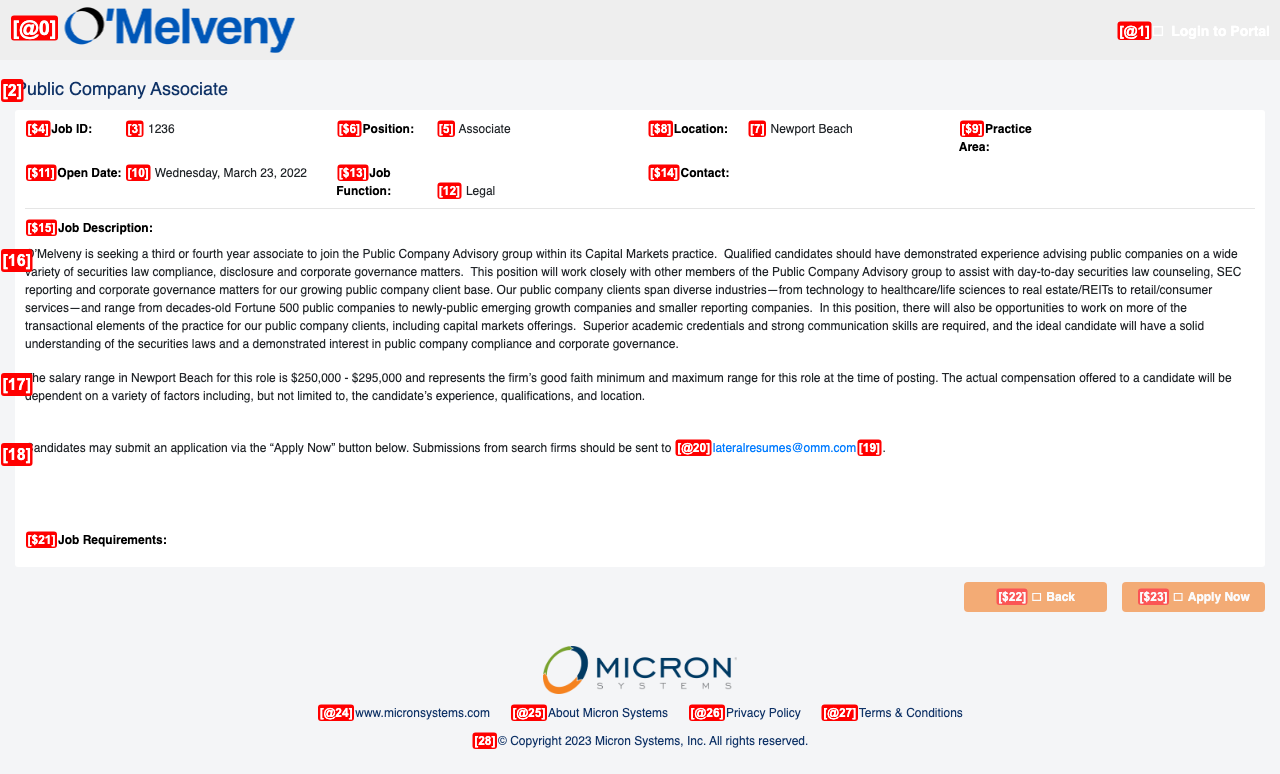 [@0] O'Melveny
[@1] Login to Portal
[2] Public Company Associate
[$4] Job ID: [3] 1236 [$6] Position: [5] Associate [$8] Location: [7] Newport Beach [$9] Practice Area:
[$11] Open Date: [10] Wednesday, March 23, 2022 [$13] Job Function: [12] Legal [$14] Contact:
[$15] Job Description:
[16] O'Melveny is seeking a third or fourth year associate to join the Public Company Advisory group within its Capital Markets practice.  Qualified candidates should have demonstrated experience advising public companies on a wide
variety of securities law compliance, disclosure and corporate governance matters.  This position will work closely with other members of the Public Company Advisory group to assist with day-to-day securities law counseling, SEC
reporting and corporate governance matters for our growing public company client base. Our public company clients span diverse industries—from technology to healthcare/life sciences to real estate/REITs to retail/consumer
services—and range from decades-old Fortune 500 public companies to newly-public emerging growth companies and smaller reporting companies.  In this position, there will also be opportunities to work on more of the
transactional elements of the practice for our public company clients, including capital markets offerings.  Superior academic credentials and strong communication skills are required, and the ideal candidate will have a solid
understanding of the securities laws and a demonstrated interest in public company compliance and corporate governance.
[17] The salary range in Newport Beach for this role is $250,000 - $295,000 and represents the firm's good faith minimum and maximum range for this role at the time of posting. The actual compensation offered to a candidate will be
dependent on a variety of factors including, but not limited to, the candidate's experience, qualifications, and location.
[18] Candidates may submit an application via the “Apply Now” button below. Submissions from search firms should be sent to [@20] lateralresumes@omm.com [19] .
[$21] Job Requirements:
[$22] Back [$23] Apply Now
MICRON
SYSTEMS
[@24] www.micronsystems.com [@25] About Micron Systems [@26] Privacy Policy [@27] Terms & Conditions
[28] © Copyright 2023 Micron Systems, Inc. All rights reserved.